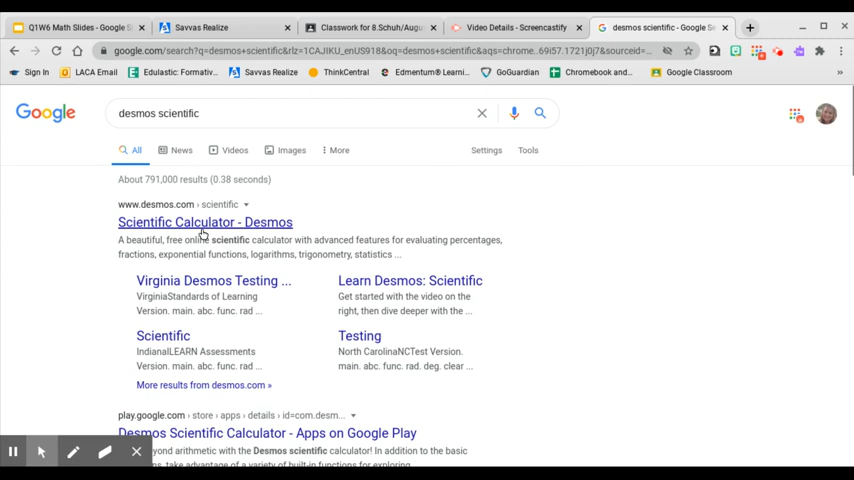 Q1W6 Math Slides - Google S
Savvas Realize
Classwork for 8.Schuh/Augu
Video Details - Screencastify
desmos scientific - Google Se
google.com/search?q=desmos+scientific&rlz=1CAJIKU_enUS918&oq=desmos+scientific&aqs=chrome..69i57.1721j0j7&sourceid=...
Sign In
LACA Email
Edulastic: Formativ...
Savvas Realize
ThinkCentral
Edmentum® Learni...
GoGuardian
Chromebook and...
Google Classroom
Google
desmos scientific
All
News
Videos
Images
More
Settings
Tools
About 791,000 results (0.38 seconds)
www.desmos.com › scientific
Scientific Calculator - Desmos
A beautiful, free online scientific calculator with advanced features for evaluating percentages,
fractions, exponential functions, logarithms, trigonometry, statistics ...
Virginia Desmos Testing ...
VirginiaStandards of Learning
Version. main. abc. func. rad ...
Learn Desmos: Scientific
Get started with the video on the
right, then dive deeper with the ...
Scientific
IndianaILEARN Assessments
Version. main. abc. func. rad ...
Testing
North CarolinaNCTest Version.
main. abc. func. rad. deg. clear ...
More results from desmos.com »
play.google.com › store › apps › details › id=com.desm...
Desmos Scientific Calculator - Apps on Google Play
eyond arithmetic with the Desmos scientific calculator! In addition to the basic
take advantage of a variety of built-in functions for exploring